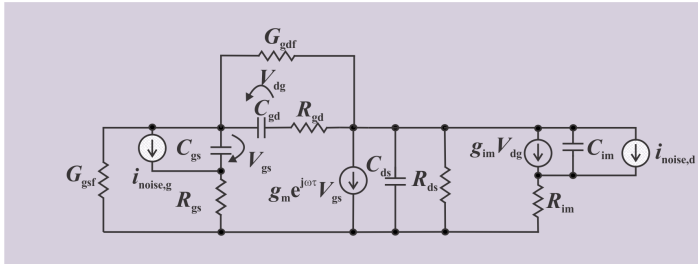 G_gdf
V_dg
C_gd
R_gd
C_gs
V_gs
G_gsf
i_noise,g
R_gs
g_m e^jωτ V_gs
C_ds
R_ds
g_im V_dg
C_im
i_noise,d
R_im